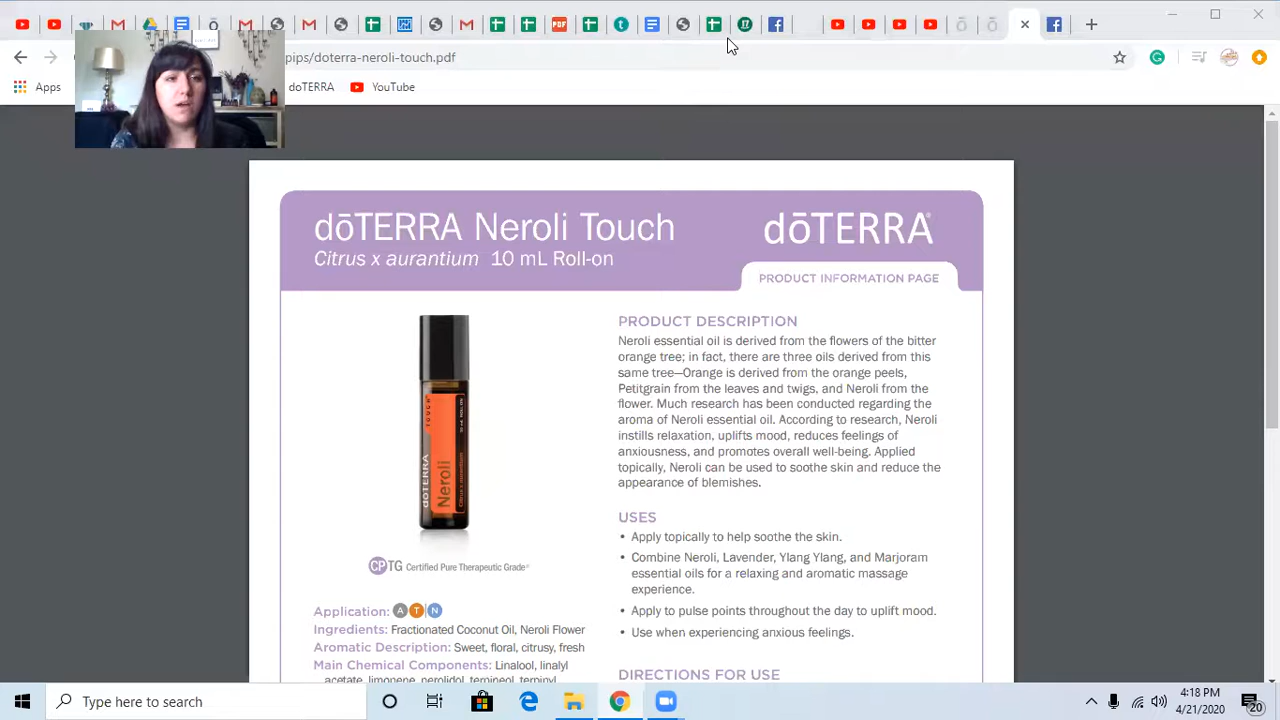 pips/doterra-neroli-touch.pdf
Apps
doTERRA
YouTube
dōTERRA Neroli Touch
Citrus x aurantium 10 mL Roll-on
dōTERRA®
PRODUCT INFORMATION PAGE
TOUCH
dōTERRA
Neroli
CPTG Certified Pure Therapeutic Grade®
Application: A T N
Ingredients: Fractionated Coconut Oil, Neroli Flower
Aromatic Description: Sweet, floral, citrusy, fresh
Main Chemical Components: Linalool, linalyl
acetate, limonene, nerolidol, terpineol, terpinyl
PRODUCT DESCRIPTION
Neroli essential oil is derived from the flowers of the bitter
orange tree; in fact, there are three oils derived from this
same tree—Orange is derived from the orange peels,
Petitgrain from the leaves and twigs, and Neroli from the
flower. Much research has been conducted regarding the
aroma of Neroli essential oil. According to research, Neroli
instills relaxation, uplifts mood, reduces feelings of
anxiousness, and promotes overall well-being. Applied
topically, Neroli can be used to soothe skin and reduce the
appearance of blemishes.
USES
• Apply topically to help soothe the skin.
• Combine Neroli, Lavender, Ylang Ylang, and Marjoram
essential oils for a relaxing and aromatic massage
experience.
• Apply to pulse points throughout the day to uplift mood.
• Use when experiencing anxious feelings.
DIRECTIONS FOR USE
Type here to search
4:18 PM
4/21/2020
20